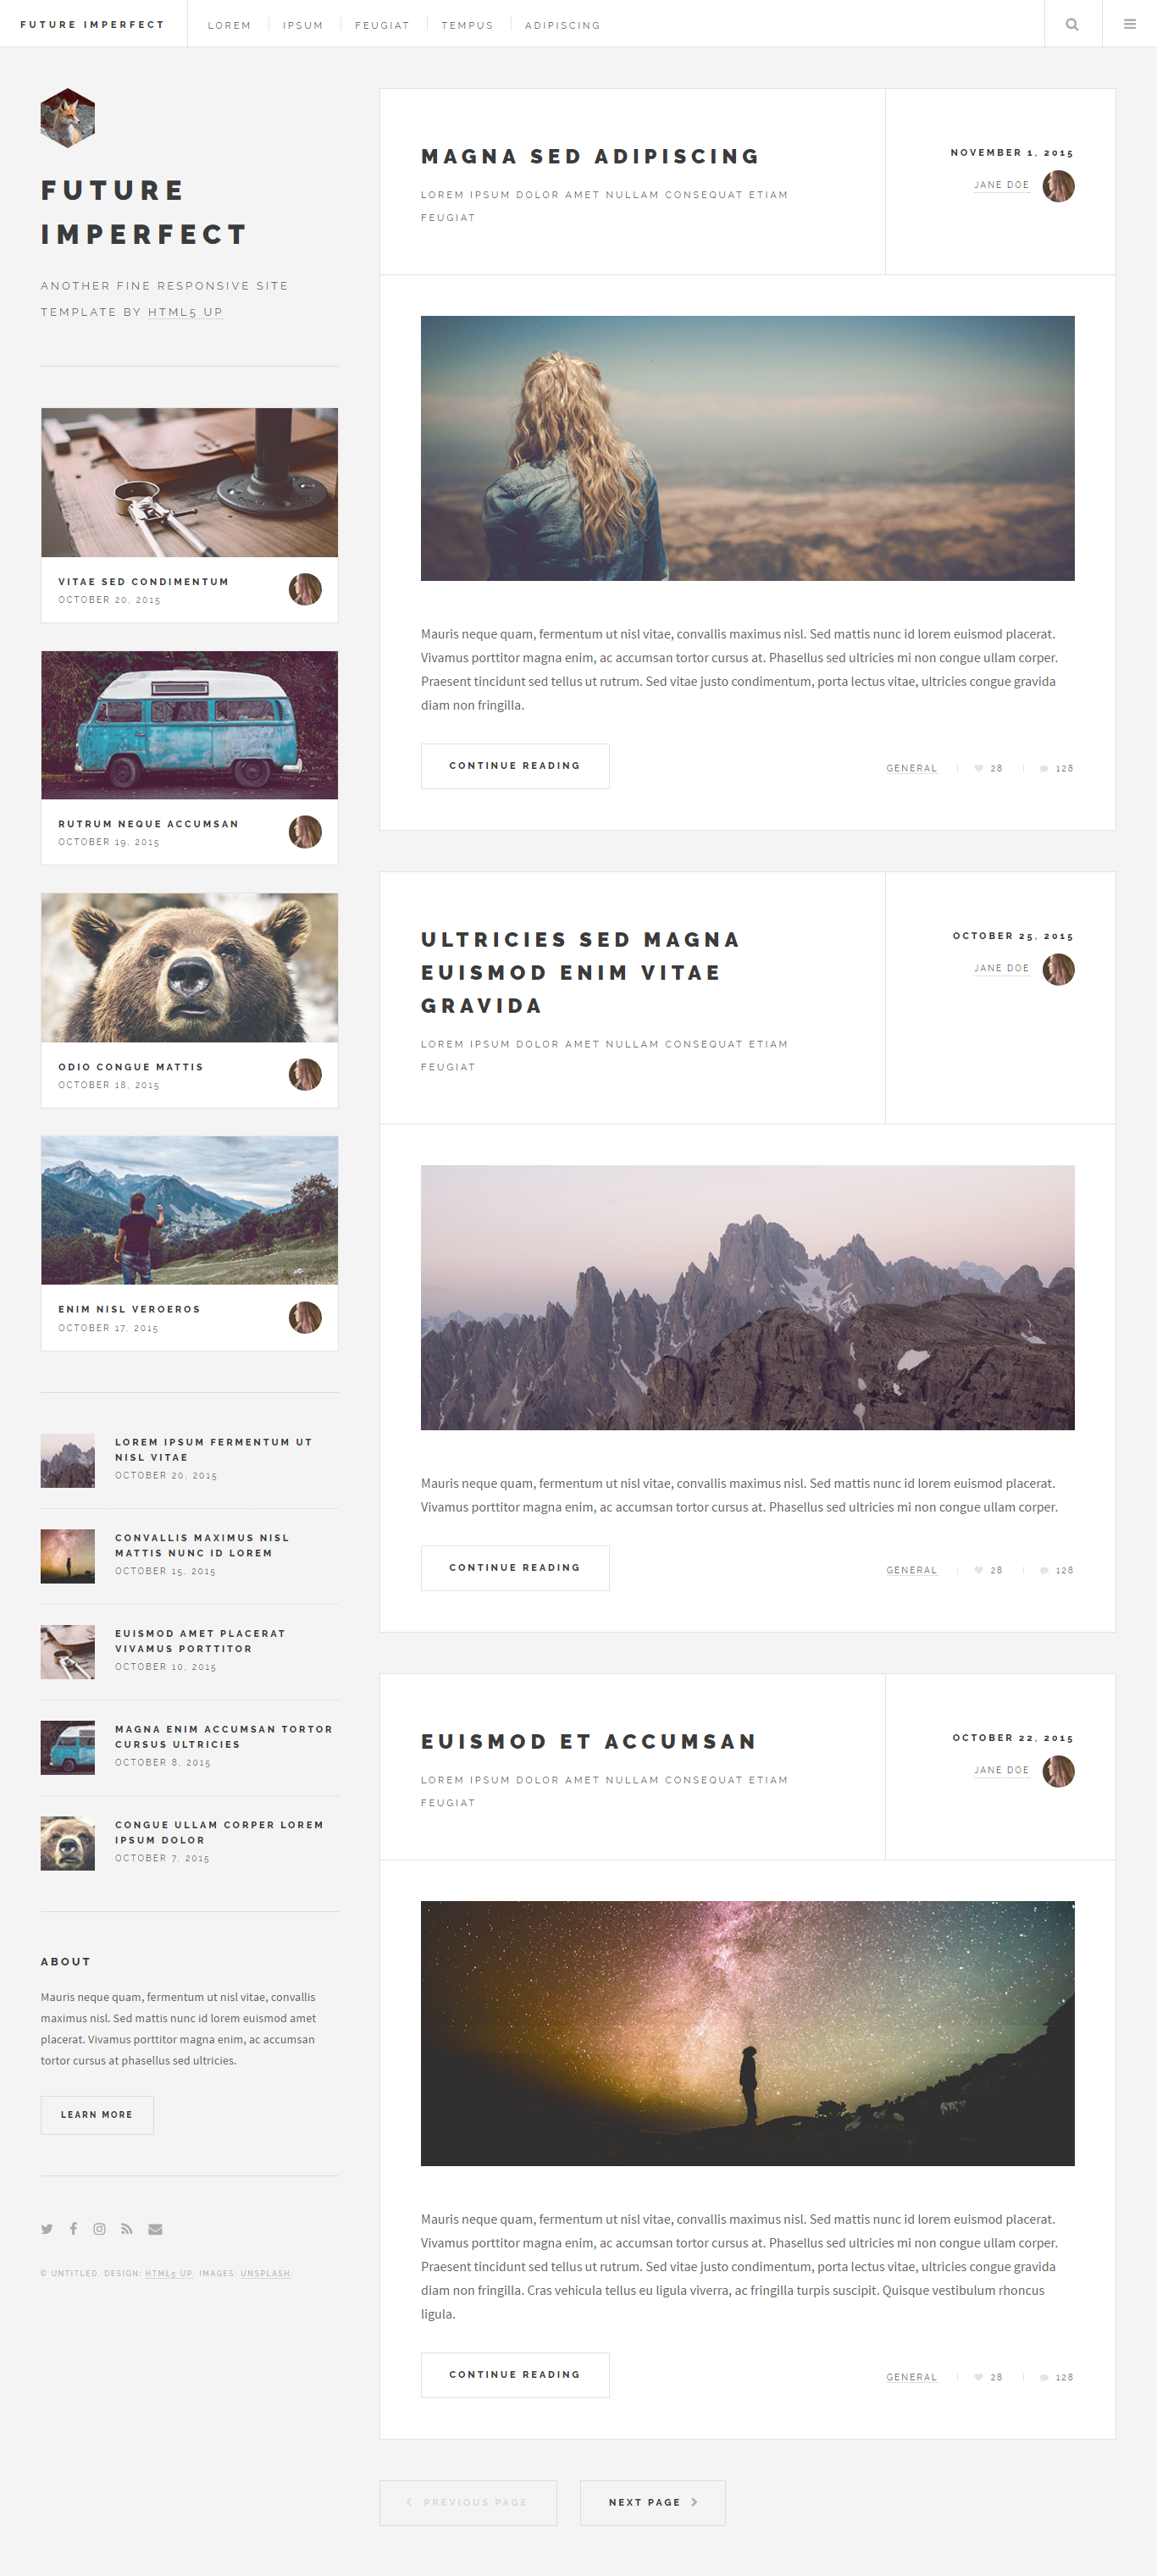 FUTURE IMPERFECT
LOREM
IPSUM
FEUGIAT
TEMPUS
ADIPISCING
FUTURE
IMPERFECT
ANOTHER FINE RESPONSIVE SITE
TEMPLATE BY HTML5 UP
VITAE SED CONDIMENTUM
OCTOBER 20, 2015
RUTRUM NEQUE ACCUMSAN
OCTOBER 19, 2015
ODIO CONGUE MATTIS
OCTOBER 18, 2015
ENIM NISL VEROEROS
OCTOBER 17, 2015
LOREM IPSUM FERMENTUM UT
NISL VITAE
OCTOBER 20, 2015
CONVALLIS MAXIMUS NISL
MATTIS NUNC ID LOREM
OCTOBER 15, 2015
EUISMOD AMET PLACERAT
VIVAMUS PORTTITOR
OCTOBER 10, 2015
MAGNA ENIM ACCUMSAN TORTOR
CURSUS ULTRICIES
OCTOBER 8, 2015
CONGUE ULLAM CORPER LOREM
IPSUM DOLOR
OCTOBER 7, 2015
ABOUT
Mauris neque quam, fermentum ut nisl vitae, convallis
maximus nisl. Sed mattis nunc id lorem euismod amet
placerat. Vivamus porttitor magna enim, ac accumsan
tortor cursus at phasellus sed ultricies.
LEARN MORE
© UNTITLED. DESIGN: HTML5 UP. IMAGES: UNSPLASH.
MAGNA SED ADIPISCING
LOREM IPSUM DOLOR AMET NULLAM CONSEQUAT ETIAM
FEUGIAT
NOVEMBER 1, 2015
JANE DOE
Mauris neque quam, fermentum ut nisl vitae, convallis maximus nisl. Sed mattis nunc id lorem euismod placerat.
Vivamus porttitor magna enim, ac accumsan tortor cursus at. Phasellus sed ultricies mi non congue ullam corper.
Praesent tincidunt sed tellus ut rutrum. Sed vitae justo condimentum, porta lectus vitae, ultricies congue gravida
diam non fringilla.
CONTINUE READING
GENERAL
28
128
ULTRICIES SED MAGNA
EUISMOD ENIM VITAE
GRAVIDA
LOREM IPSUM DOLOR AMET NULLAM CONSEQUAT ETIAM
FEUGIAT
OCTOBER 25, 2015
JANE DOE
Mauris neque quam, fermentum ut nisl vitae, convallis maximus nisl. Sed mattis nunc id lorem euismod placerat.
Vivamus porttitor magna enim, ac accumsan tortor cursus at. Phasellus sed ultricies mi non congue ullam corper.
CONTINUE READING
GENERAL
28
128
EUISMOD ET ACCUMSAN
LOREM IPSUM DOLOR AMET NULLAM CONSEQUAT ETIAM
FEUGIAT
OCTOBER 22, 2015
JANE DOE
Mauris neque quam, fermentum ut nisl vitae, convallis maximus nisl. Sed mattis nunc id lorem euismod placerat.
Vivamus porttitor magna enim, ac accumsan tortor cursus at. Phasellus sed ultricies mi non congue ullam corper.
Praesent tincidunt sed tellus ut rutrum. Sed vitae justo condimentum, porta lectus vitae, ultricies congue gravida
diam non fringilla. Cras vehicula tellus eu ligula viverra, ac fringilla turpis suscipit. Quisque vestibulum rhoncus
ligula.
CONTINUE READING
GENERAL
28
128
PREVIOUS PAGE
NEXT PAGE